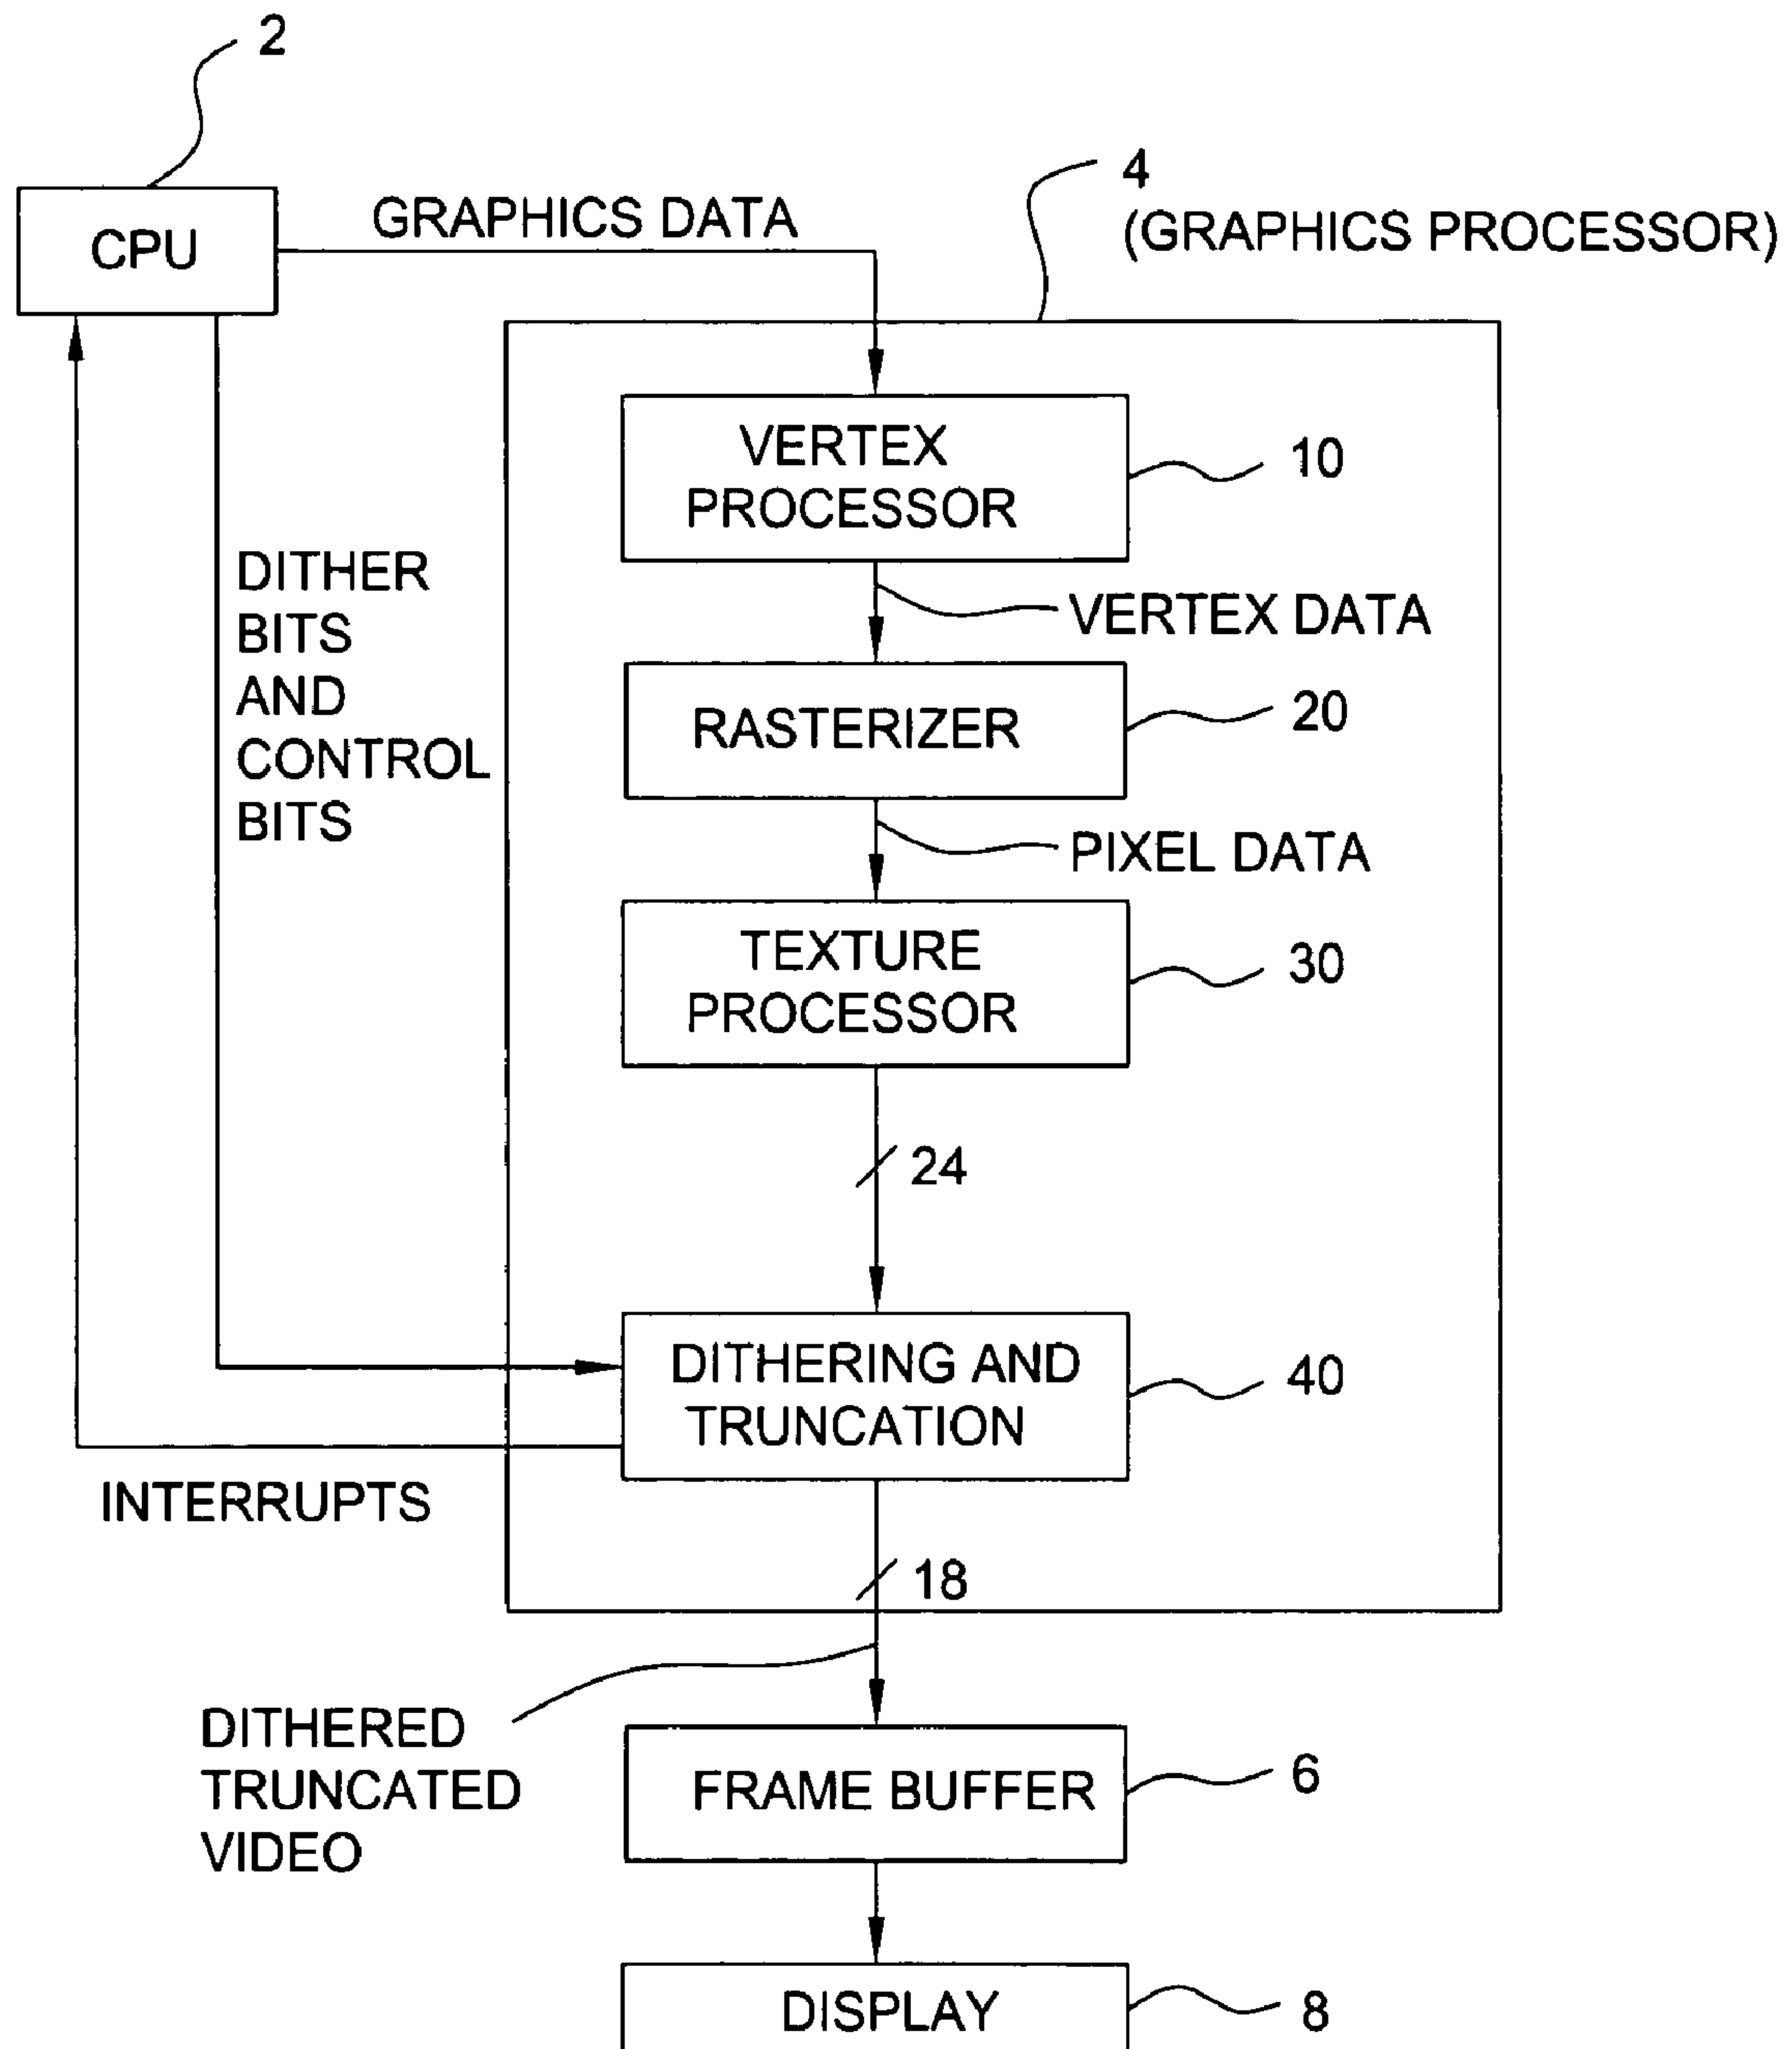 2
CPU
GRAPHICS DATA
4
(GRAPHICS PROCESSOR)
VERTEX
PROCESSOR
10
DITHER
BITS
AND
CONTROL
BITS
VERTEX DATA
RASTERIZER
20
PIXEL DATA
TEXTURE
PROCESSOR
30
24
DITHERING AND
TRUNCATION
40
INTERRUPTS
18
DITHERED
TRUNCATED
VIDEO
FRAME BUFFER
6
DISPLAY
8